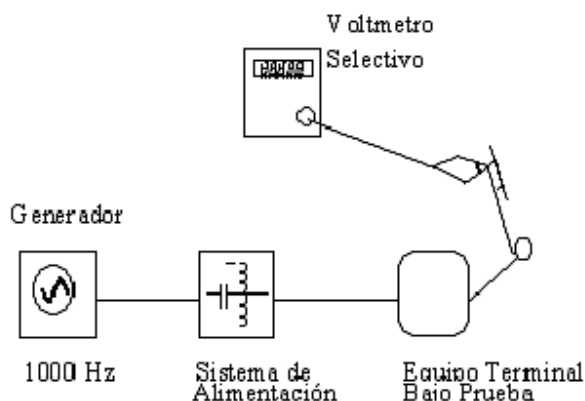 Voltmetro
Selectivo
Generador
1000 Hz
Sistema de
Alimentación
Equipo Terminal
Bajo Prueba